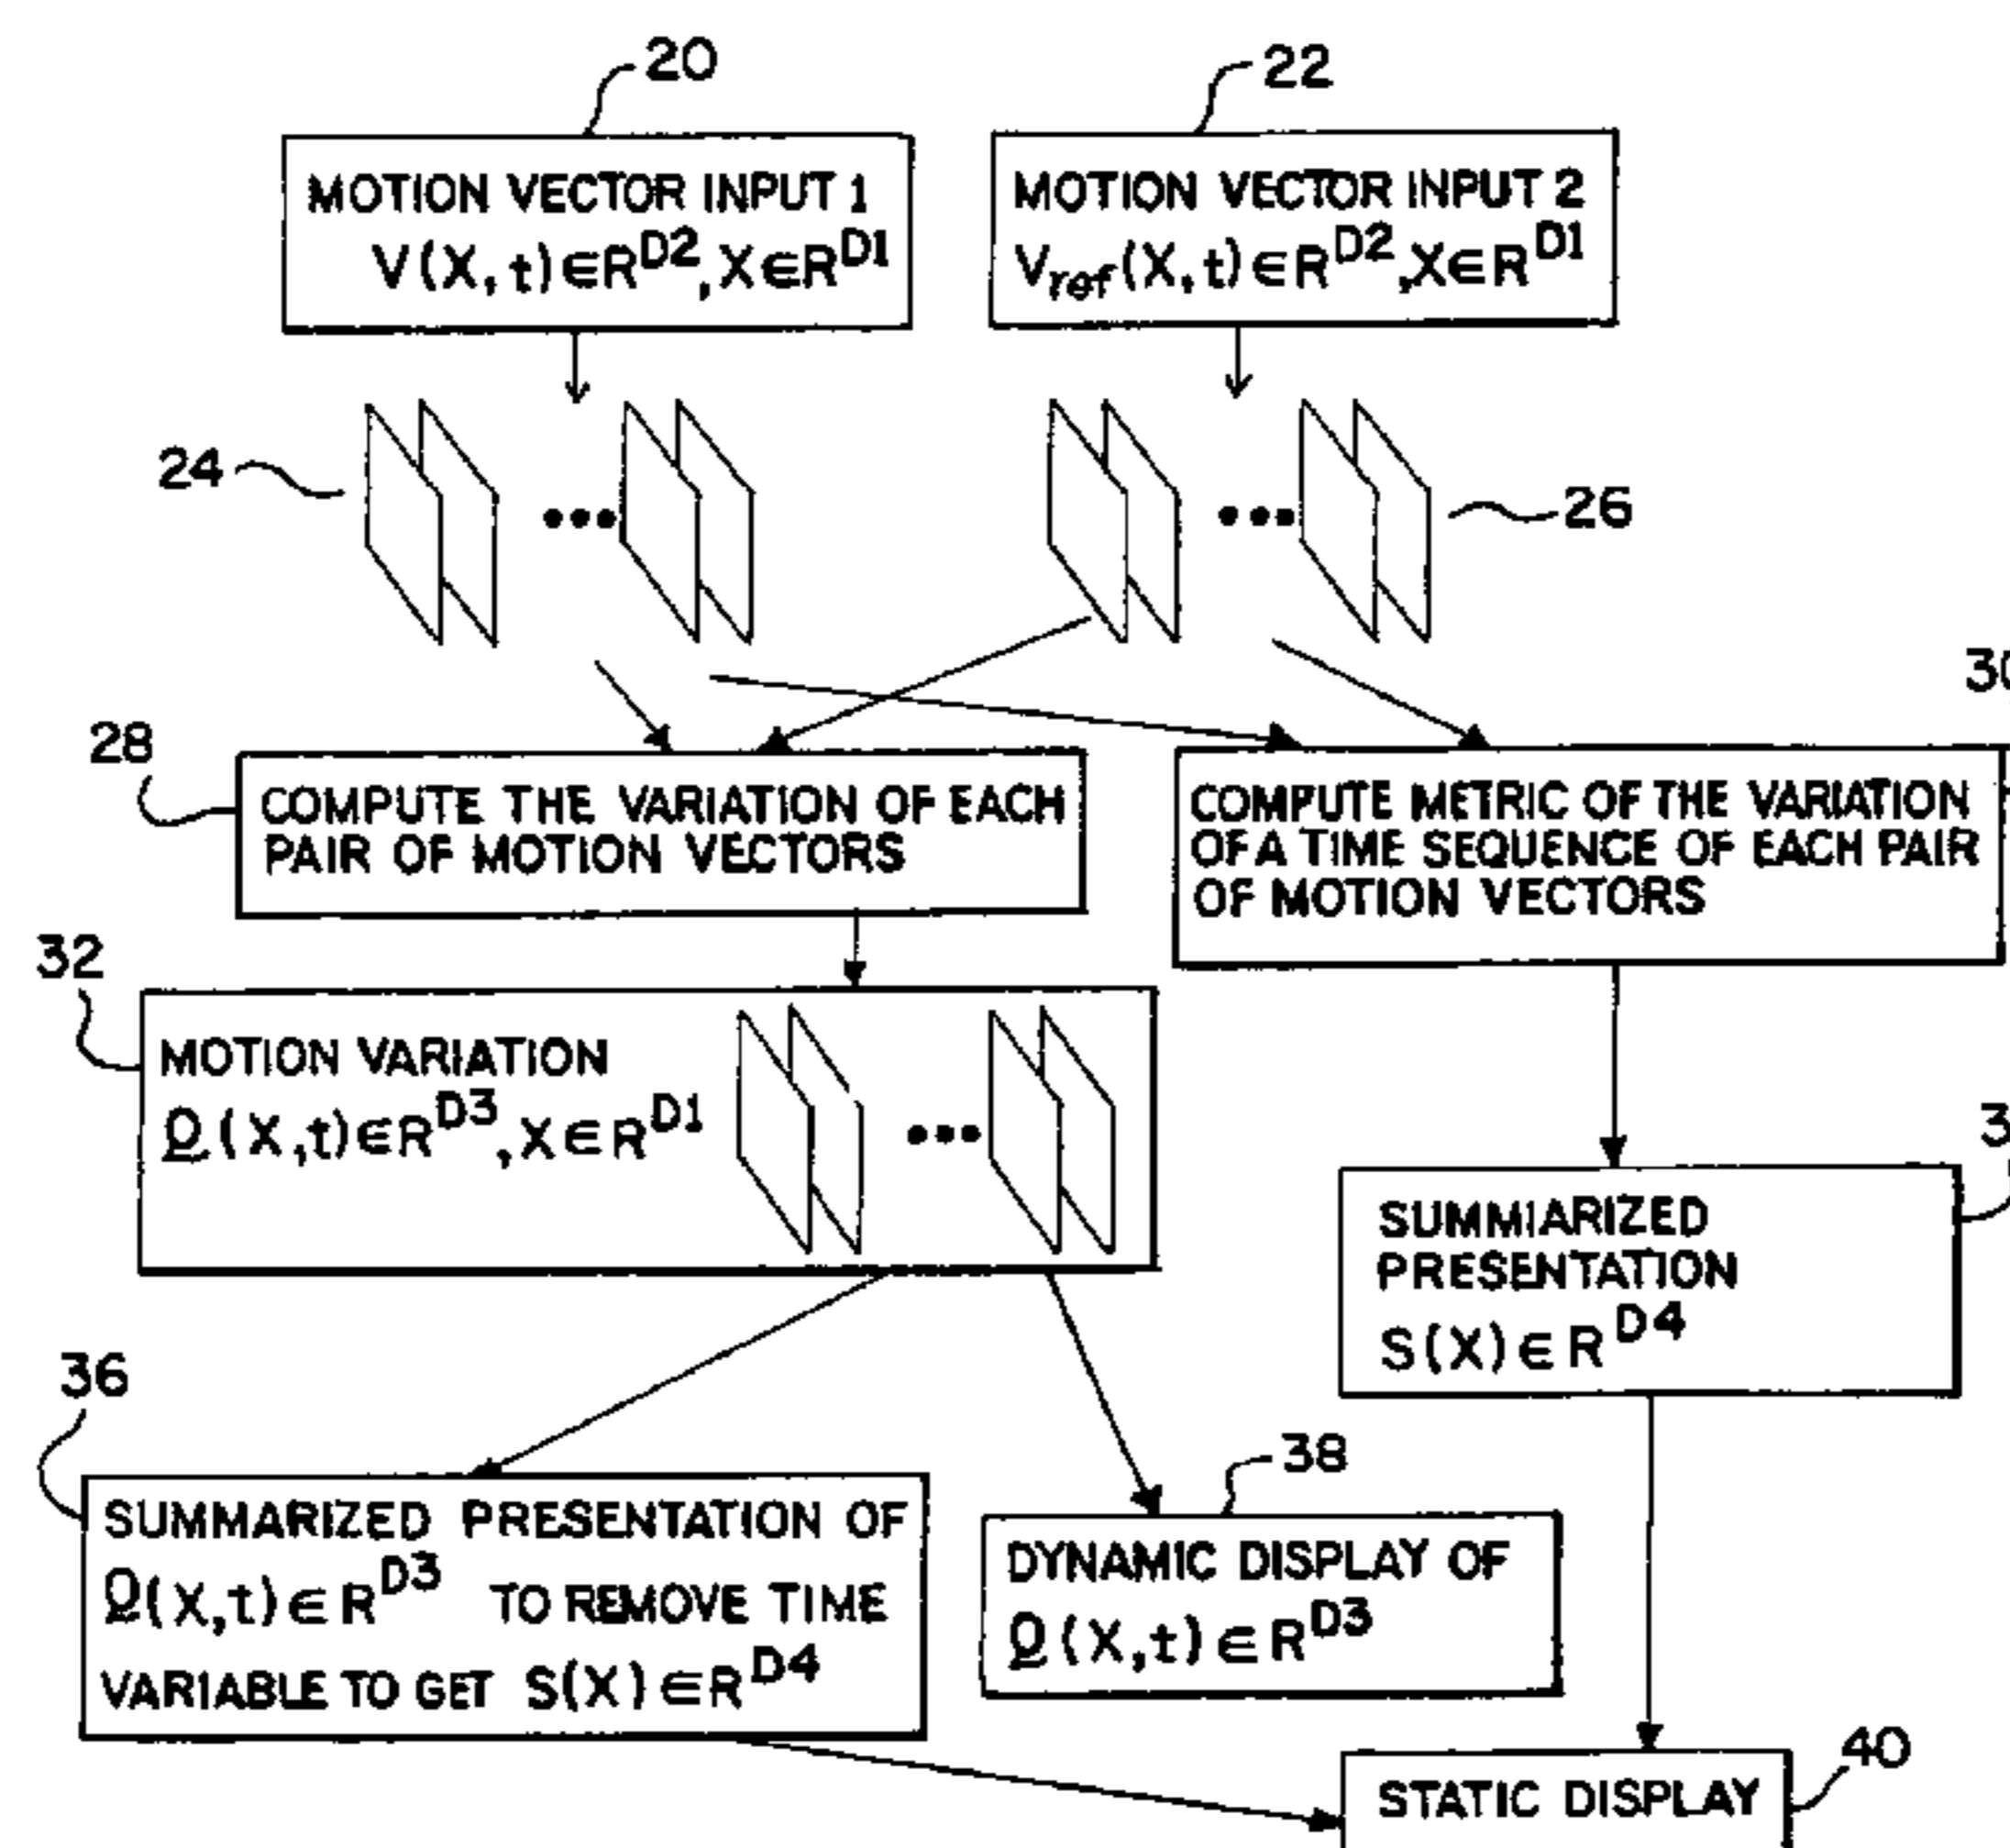 20
22
MOTION VECTOR INPUT 1
V(X,t)∈R^D2,X∈R^D1
MOTION VECTOR INPUT 2
V_ref(X,t)∈R^D2,X∈R^D1
24
26
28
30
COMPUTE THE VARIATION OF EACH
PAIR OF MOTION VECTORS
COMPUTE METRIC OF THE VARIATION
OF A TIME SEQUENCE OF EACH PAIR
OF MOTION VECTORS
32
MOTION VARIATION
Q(X,t)∈R^D3,X∈R^D1
3
SUMMIARIZED
PRESENTATION
S(X)∈R^D4
36
38
SUMMARIZED PRESENTATION OF
Q(X,t)∈R^D3 TO REMOVE TIME
VARIABLE TO GET S(X)∈R^D4
DYNAMIC DISPLAY OF
Q(X,t)∈R^D3
40
STATIC DISPLAY